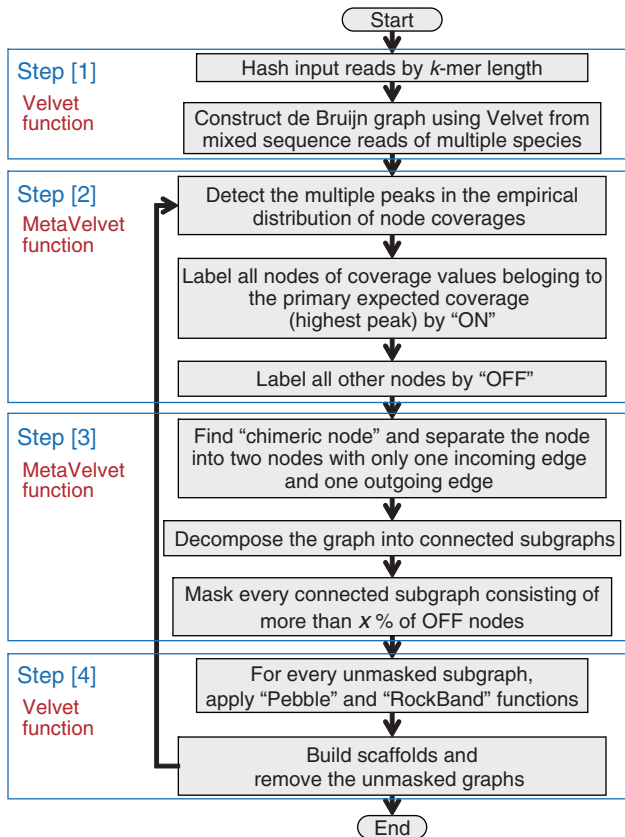 Start
Step [1]
Velvet
function
Hash input reads by k-mer length
Construct de Bruijn graph using Velvet from
mixed sequence reads of multiple species
Step [2]
MetaVelvet
function
Detect the multiple peaks in the empirical
distribution of node coverages
Label all nodes of coverage values beloging to
the primary expected coverage
(highest peak) by “ON”
Label all other nodes by “OFF”
Step [3]
MetaVelvet
function
Find “chimeric node” and separate the node
into two nodes with only one incoming edge
and one outgoing edge
Decompose the graph into connected subgraphs
Mask every connected subgraph consisting of
more than x % of OFF nodes
Step [4]
Velvet
function
For every unmasked subgraph,
apply “Pebble” and “RockBand” functions
Build scaffolds and
remove the unmasked graphs
End